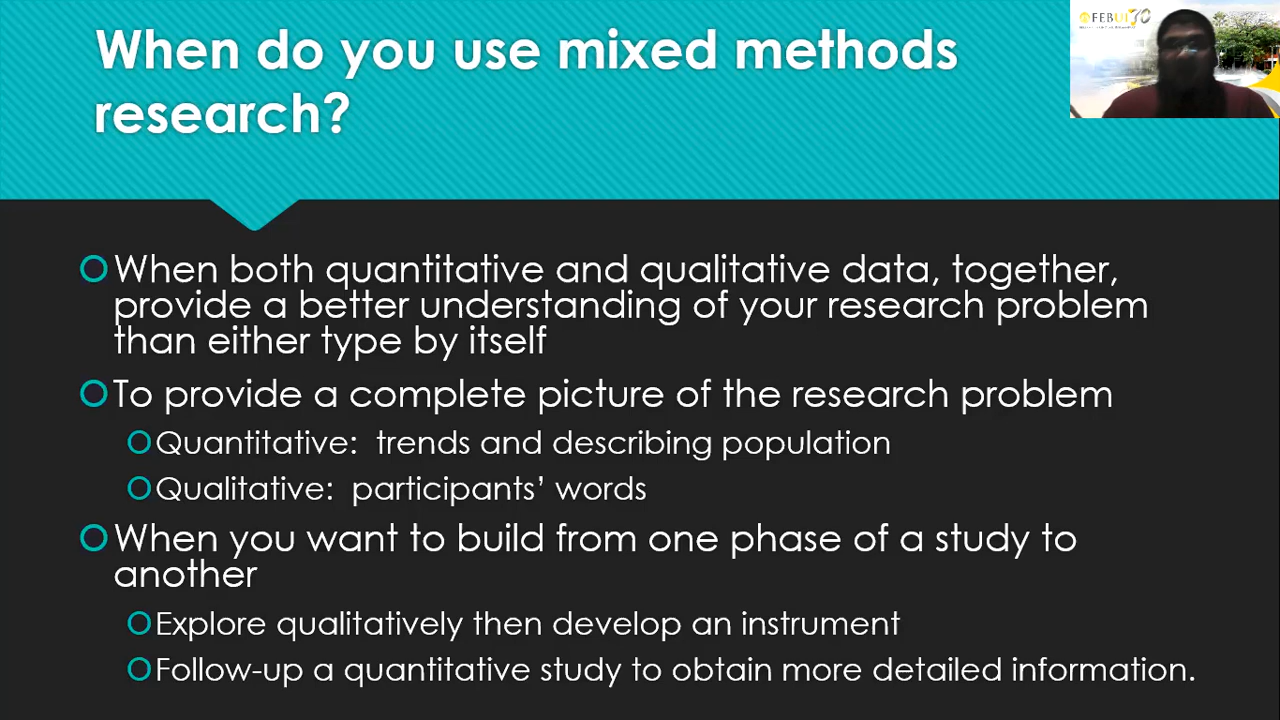 When do you use mixed methods
research?
FEBUI 70
When both quantitative and qualitative data, together,
provide a better understanding of your research problem
than either type by itself
To provide a complete picture of the research problem
Quantitative:  trends and describing population
Qualitative:  participants’ words
When you want to build from one phase of a study to
another
Explore qualitatively then develop an instrument
Follow-up a quantitative study to obtain more detailed information.